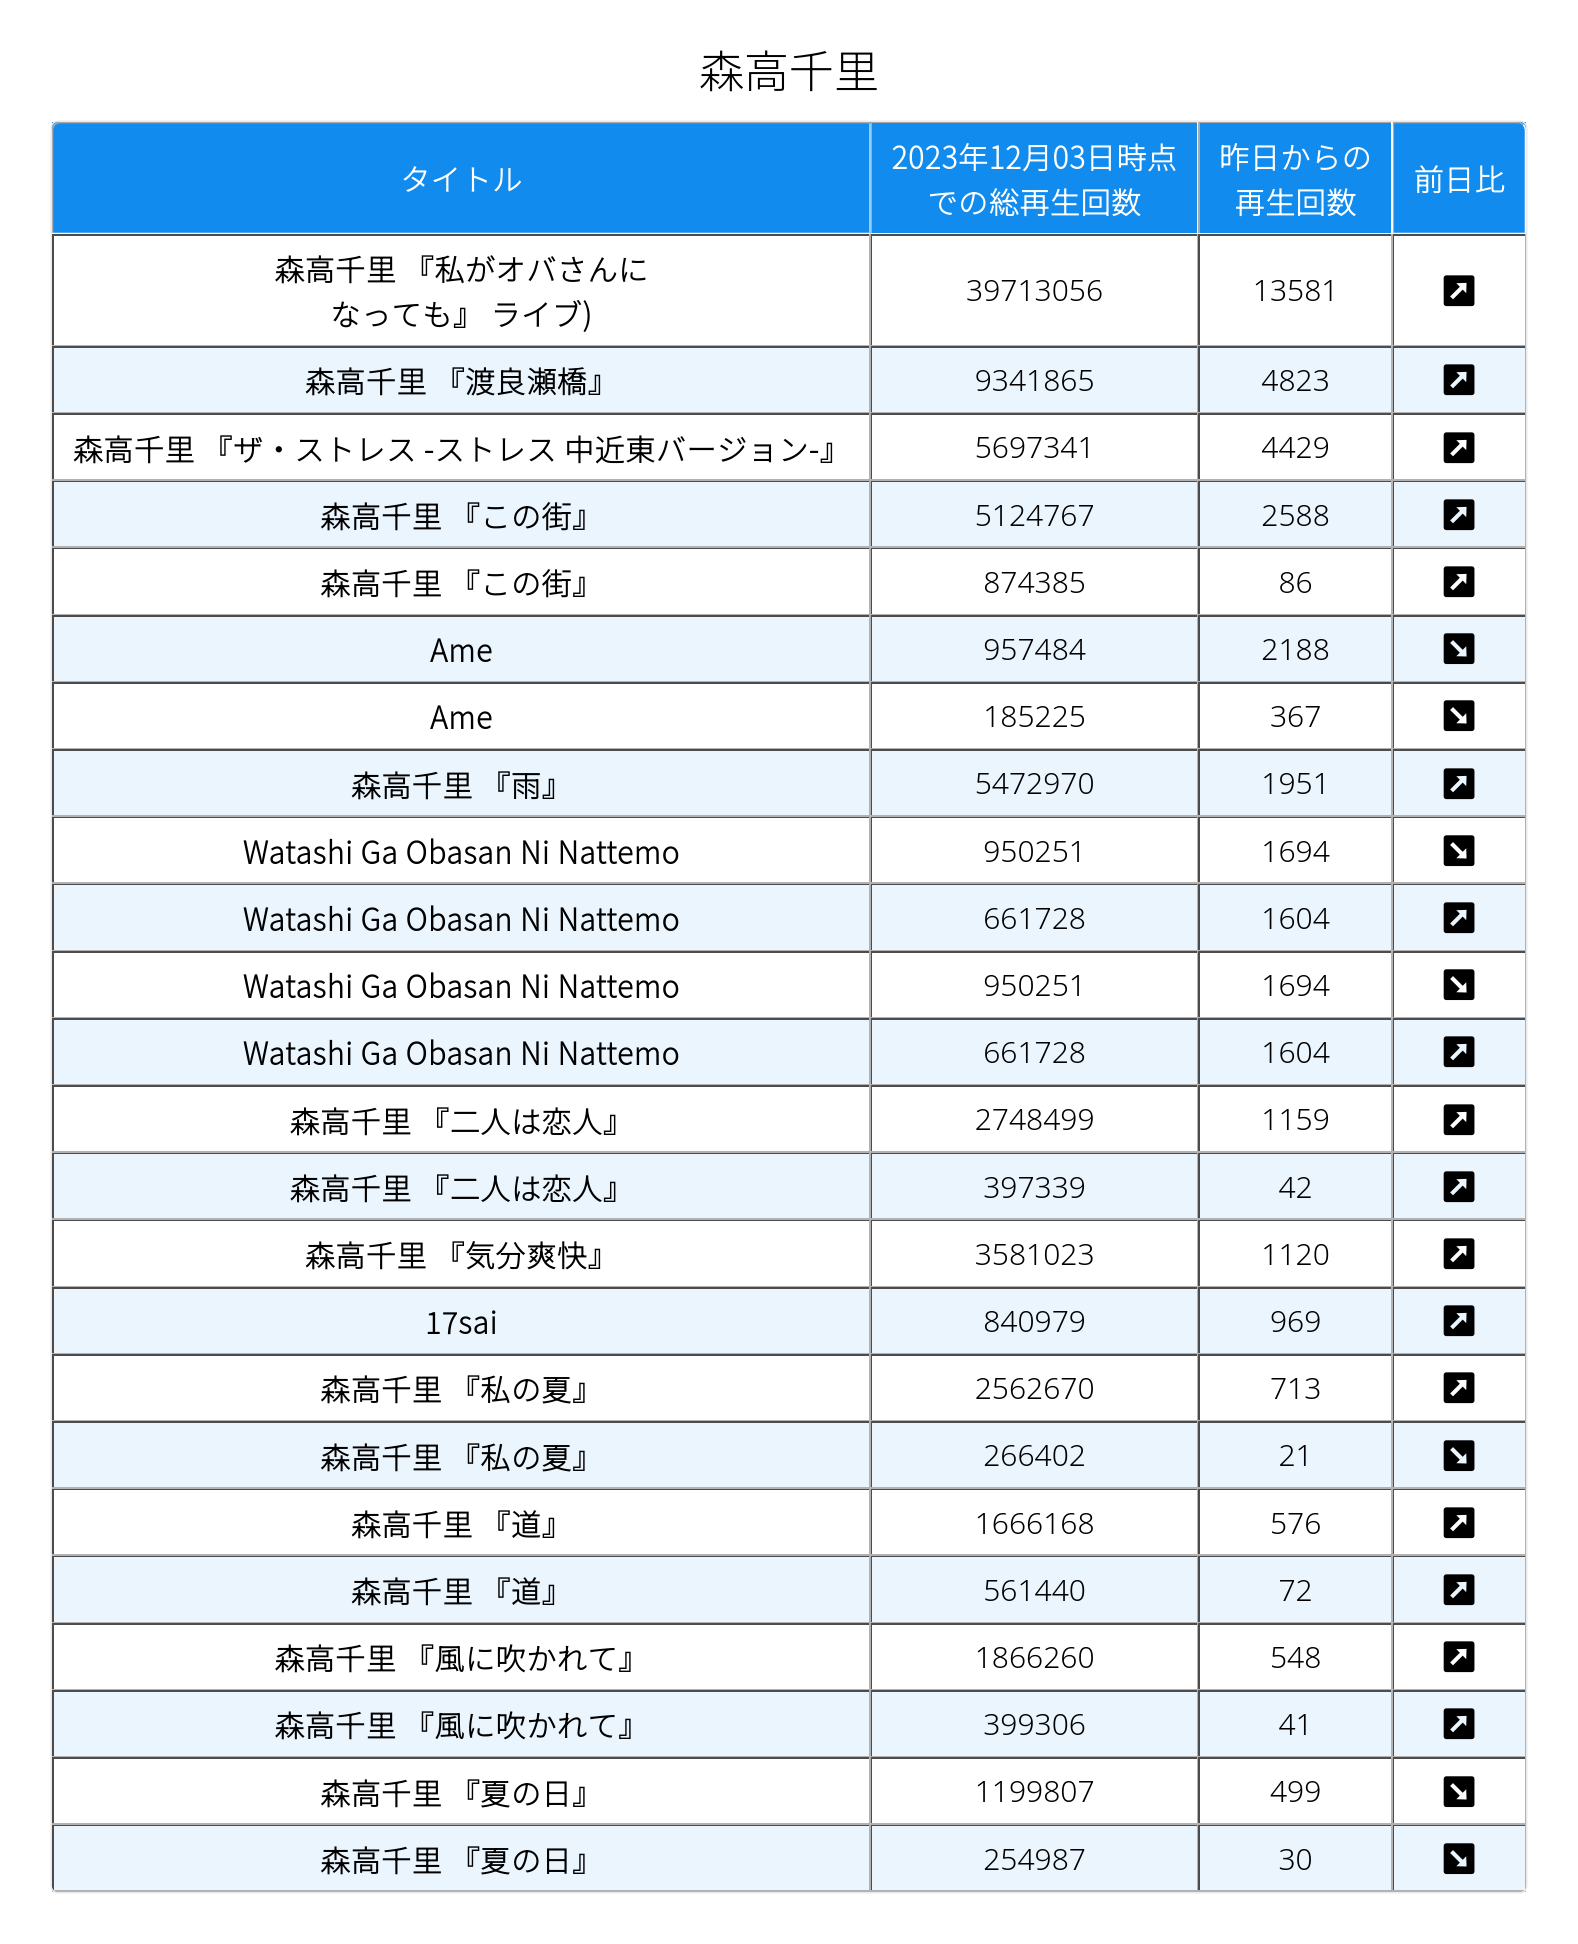 森高千里
タイトル 2023年12月03日時点での総再生回数 昨日からの再生回数 前日比
森高千里 『私がオバさんに
なっても』 ライブ) 39713056 13581 ↗
森高千里 『渡良瀬橋』 9341865 4823 ↗
森高千里 『ザ・ストレス -ストレス 中近東バージョン-』 5697341 4429 ↗
森高千里 『この街』 5124767 2588 ↗
森高千里 『この街』 874385 86 ↗
Ame 957484 2188 ↘
Ame 185225 367 ↘
森高千里 『雨』 5472970 1951 ↗
Watashi Ga Obasan Ni Nattemo 950251 1694 ↘
Watashi Ga Obasan Ni Nattemo 661728 1604 ↗
Watashi Ga Obasan Ni Nattemo 950251 1694 ↘
Watashi Ga Obasan Ni Nattemo 661728 1604 ↗
森高千里 『二人は恋人』 2748499 1159 ↗
森高千里 『二人は恋人』 397339 42 ↗
森高千里 『気分爽快』 3581023 1120 ↗
17sai 840979 969 ↗
森高千里 『私の夏』 2562670 713 ↗
森高千里 『私の夏』 266402 21 ↘
森高千里 『道』 1666168 576 ↗
森高千里 『道』 561440 72 ↗
森高千里 『風に吹かれて』 1866260 548 ↗
森高千里 『風に吹かれて』 399306 41 ↗
森高千里 『夏の日』 1199807 499 ↘
森高千里 『夏の日』 254987 30 ↘